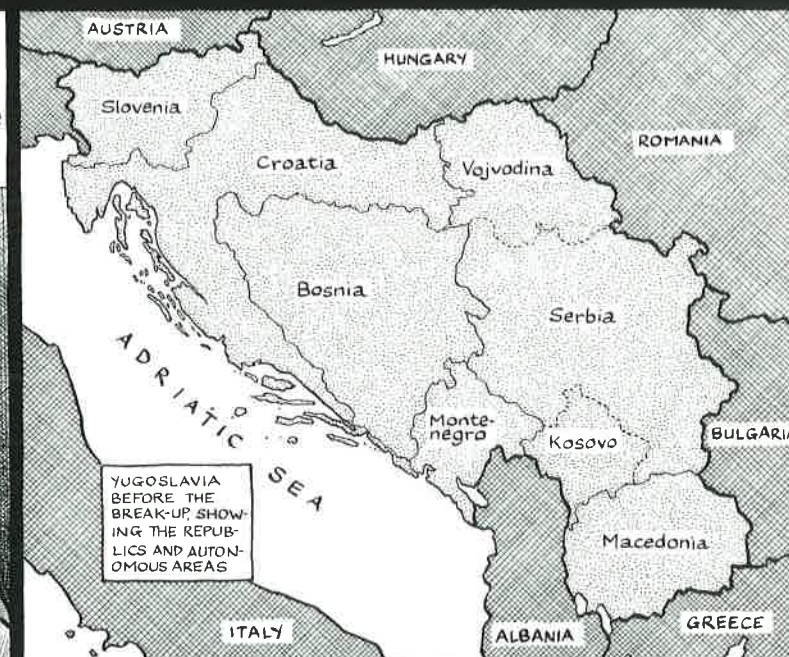 AUSTRIA
HUNGARY
Slovenia
ROMANIA
Croatia
Vojvodina
Bosnia
Serbia
ADRIATIC SEA
Monte-
negro
Kosovo
BULGARIA
YUGOSLAVIA
BEFORE THE
BREAK-UP, SHOW-
ING THE REPUB-
LICS AND AUTON-
OMOUS AREAS
Macedonia
ITALY
ALBANIA
GREECE